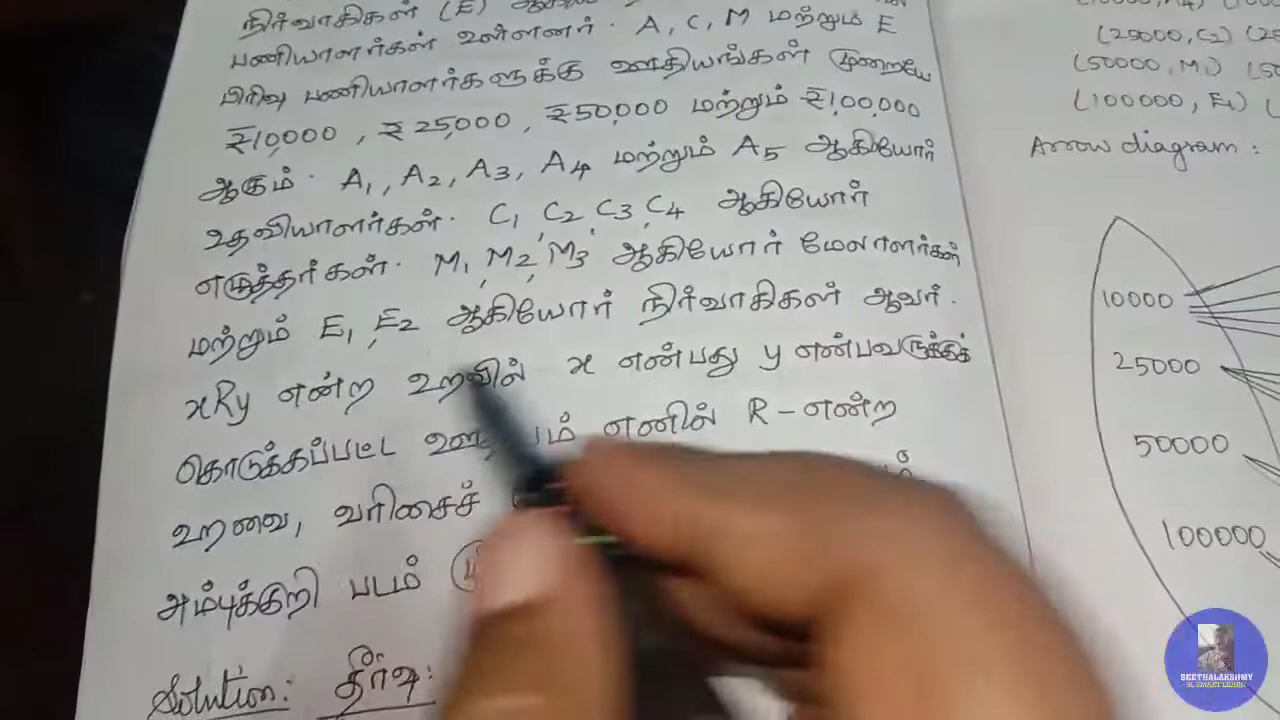 நிர்வாகிகள் (E)
பணியாளர்கள் உள்ளனர். A, C, M மற்றும் E
பிரிவு பணியாளர்களுக்கு ஊதியங்கள் முறையே
₹10,000, ₹25,000, ₹50,000 மற்றும் ₹1,00,000
ஆகும். A1, A2, A3, A4 மற்றும் A5 ஆகியோர்
உதவியாளர்கள். C1, C2, C3, C4 ஆகியோர்
எழுத்தர்கள். M1, M2, M3 ஆகியோர் மேலாளர்கள்
மற்றும் E1, E2 ஆகியோர் நிர்வாகிகள் ஆவர்.
xRy என்ற உறவில் x என்பது y என்பவருக்குக்
கொடுக்கப்பட்ட எனில் R-என்ற
உறவை, வரிசைச்
அம்புக்குறி படம்
Solution: தீர்வு:
(25000, C2)
(50000, M1)
(100000, E1)
Arrow diagram:
10000
25000
50000
100000
SEETHALAKSHMY